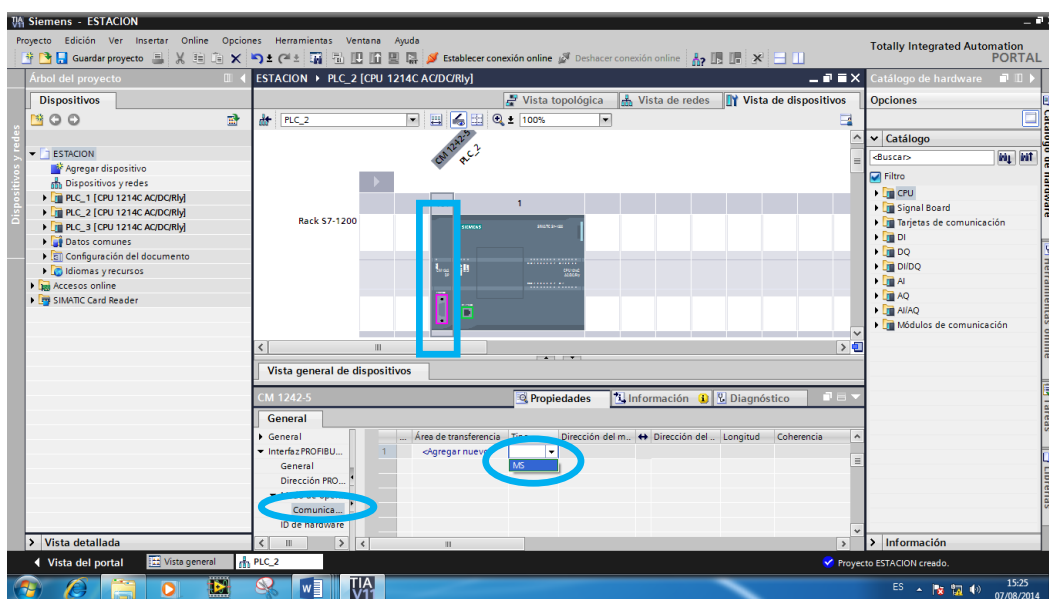 Siemens - ESTACION
Proyecto Edición Ver Insertar Online Opciones Herramientas Ventana Ayuda
Totally Integrated Automation
PORTAL
Guardar proyecto Establecer conexión online Deshacer conexión online
Árbol del proyecto
ESTACION PLC_2 [CPU 1214C AC/DC/Rly]
Catálogo de hardware
Dispositivos
Vista topológica Vista de redes Vista de dispositivos
Opciones
PLC_2 100%
Catálogo
<Buscar>
Filtro
CM 1242-5
PLC_2
ESTACION
Agregar dispositivo
Dispositivos y redes
PLC_1 [CPU 1214C AC/DC/Rly]
PLC_2 [CPU 1214C AC/DC/Rly]
PLC_3 [CPU 1214C AC/DC/Rly]
Datos comunes
Configuración del documento
Idiomas y recursos
Accesos online
SIMATIC Card Reader
1
Rack S7-1200
SIEMENS
CPU
Signal Board
Tarjetas de comunicación
DI
DQ
DI/DQ
AI
AQ
AI/AQ
Módulos de comunicación
Dispositivos y redes
Catálogo de hardware
Herramientas online
Tareas
Librerías
Vista general de dispositivos
CM 1242-5
Propiedades Información Diagnóstico
General
General
Interfaz PROFIBU...
General
Dirección PRO...
Comunica...
ID de hardware
... Área de transferencia Dirección del m.. Dirección del .. Longitud Coherencia
1 <Agregar nuev
MS
Vista detallada
Información
Vista del portal Vista general PLC_2
Proyecto ESTACION creado.
TIA
V11
ES
15:25
07/08/2014